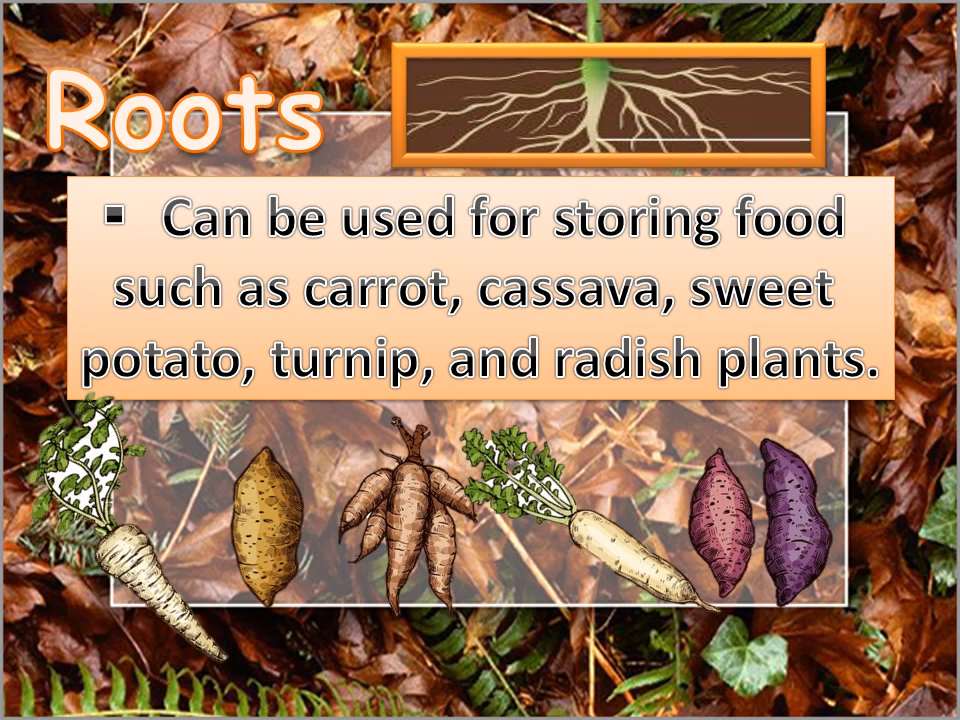 Roots
▪ Can be used for storing food
such as carrot, cassava, sweet
potato, turnip, and radish plants.